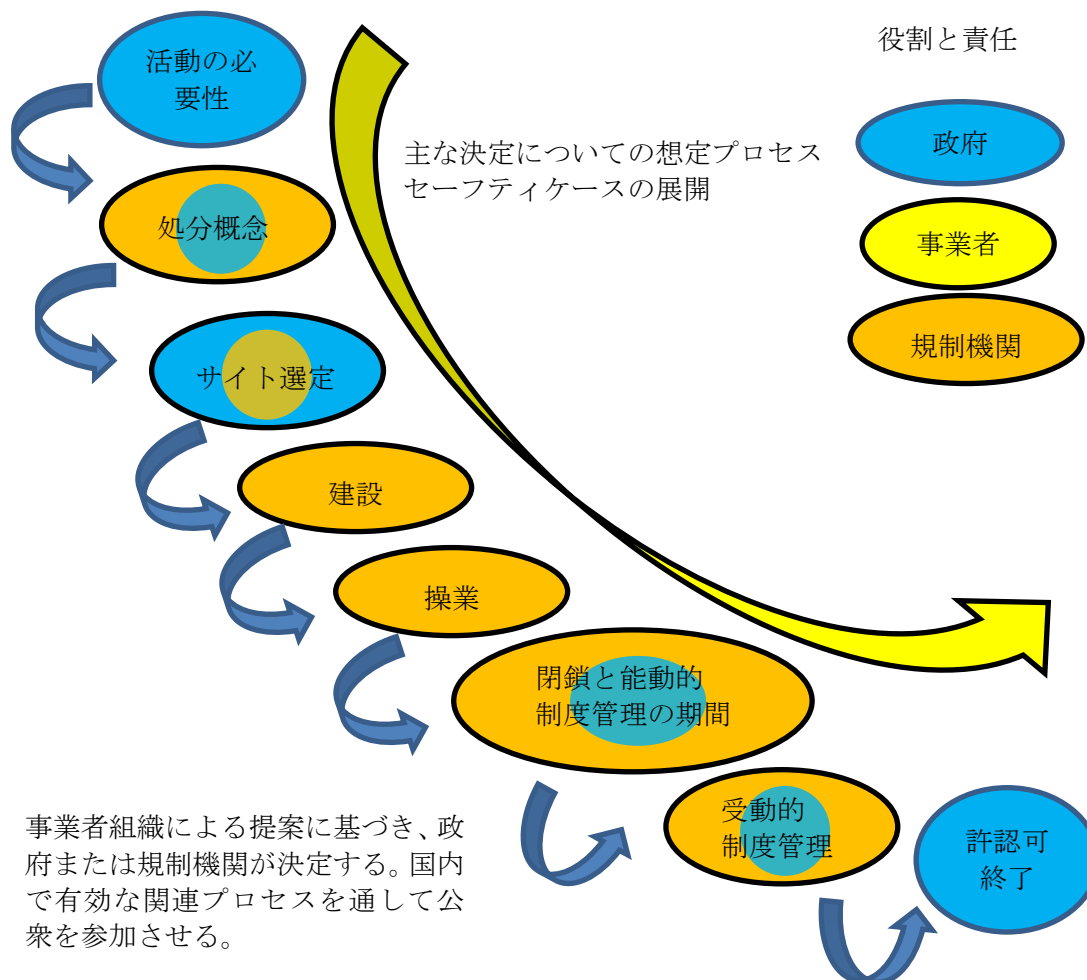 役割と責任
活動の必
要性
主な決定についての想定プロセス
セーフティケースの展開
政府
処分概念
事業者
規制機関
サイト選定
建設
操業
閉鎖と能動的
制度管理の期間
受動的
制度管理
許認可
終了
事業者組織による提案に基づき、政
府または規制機関が決定する。国内
で有効な関連プロセスを通して公
衆を参加させる。